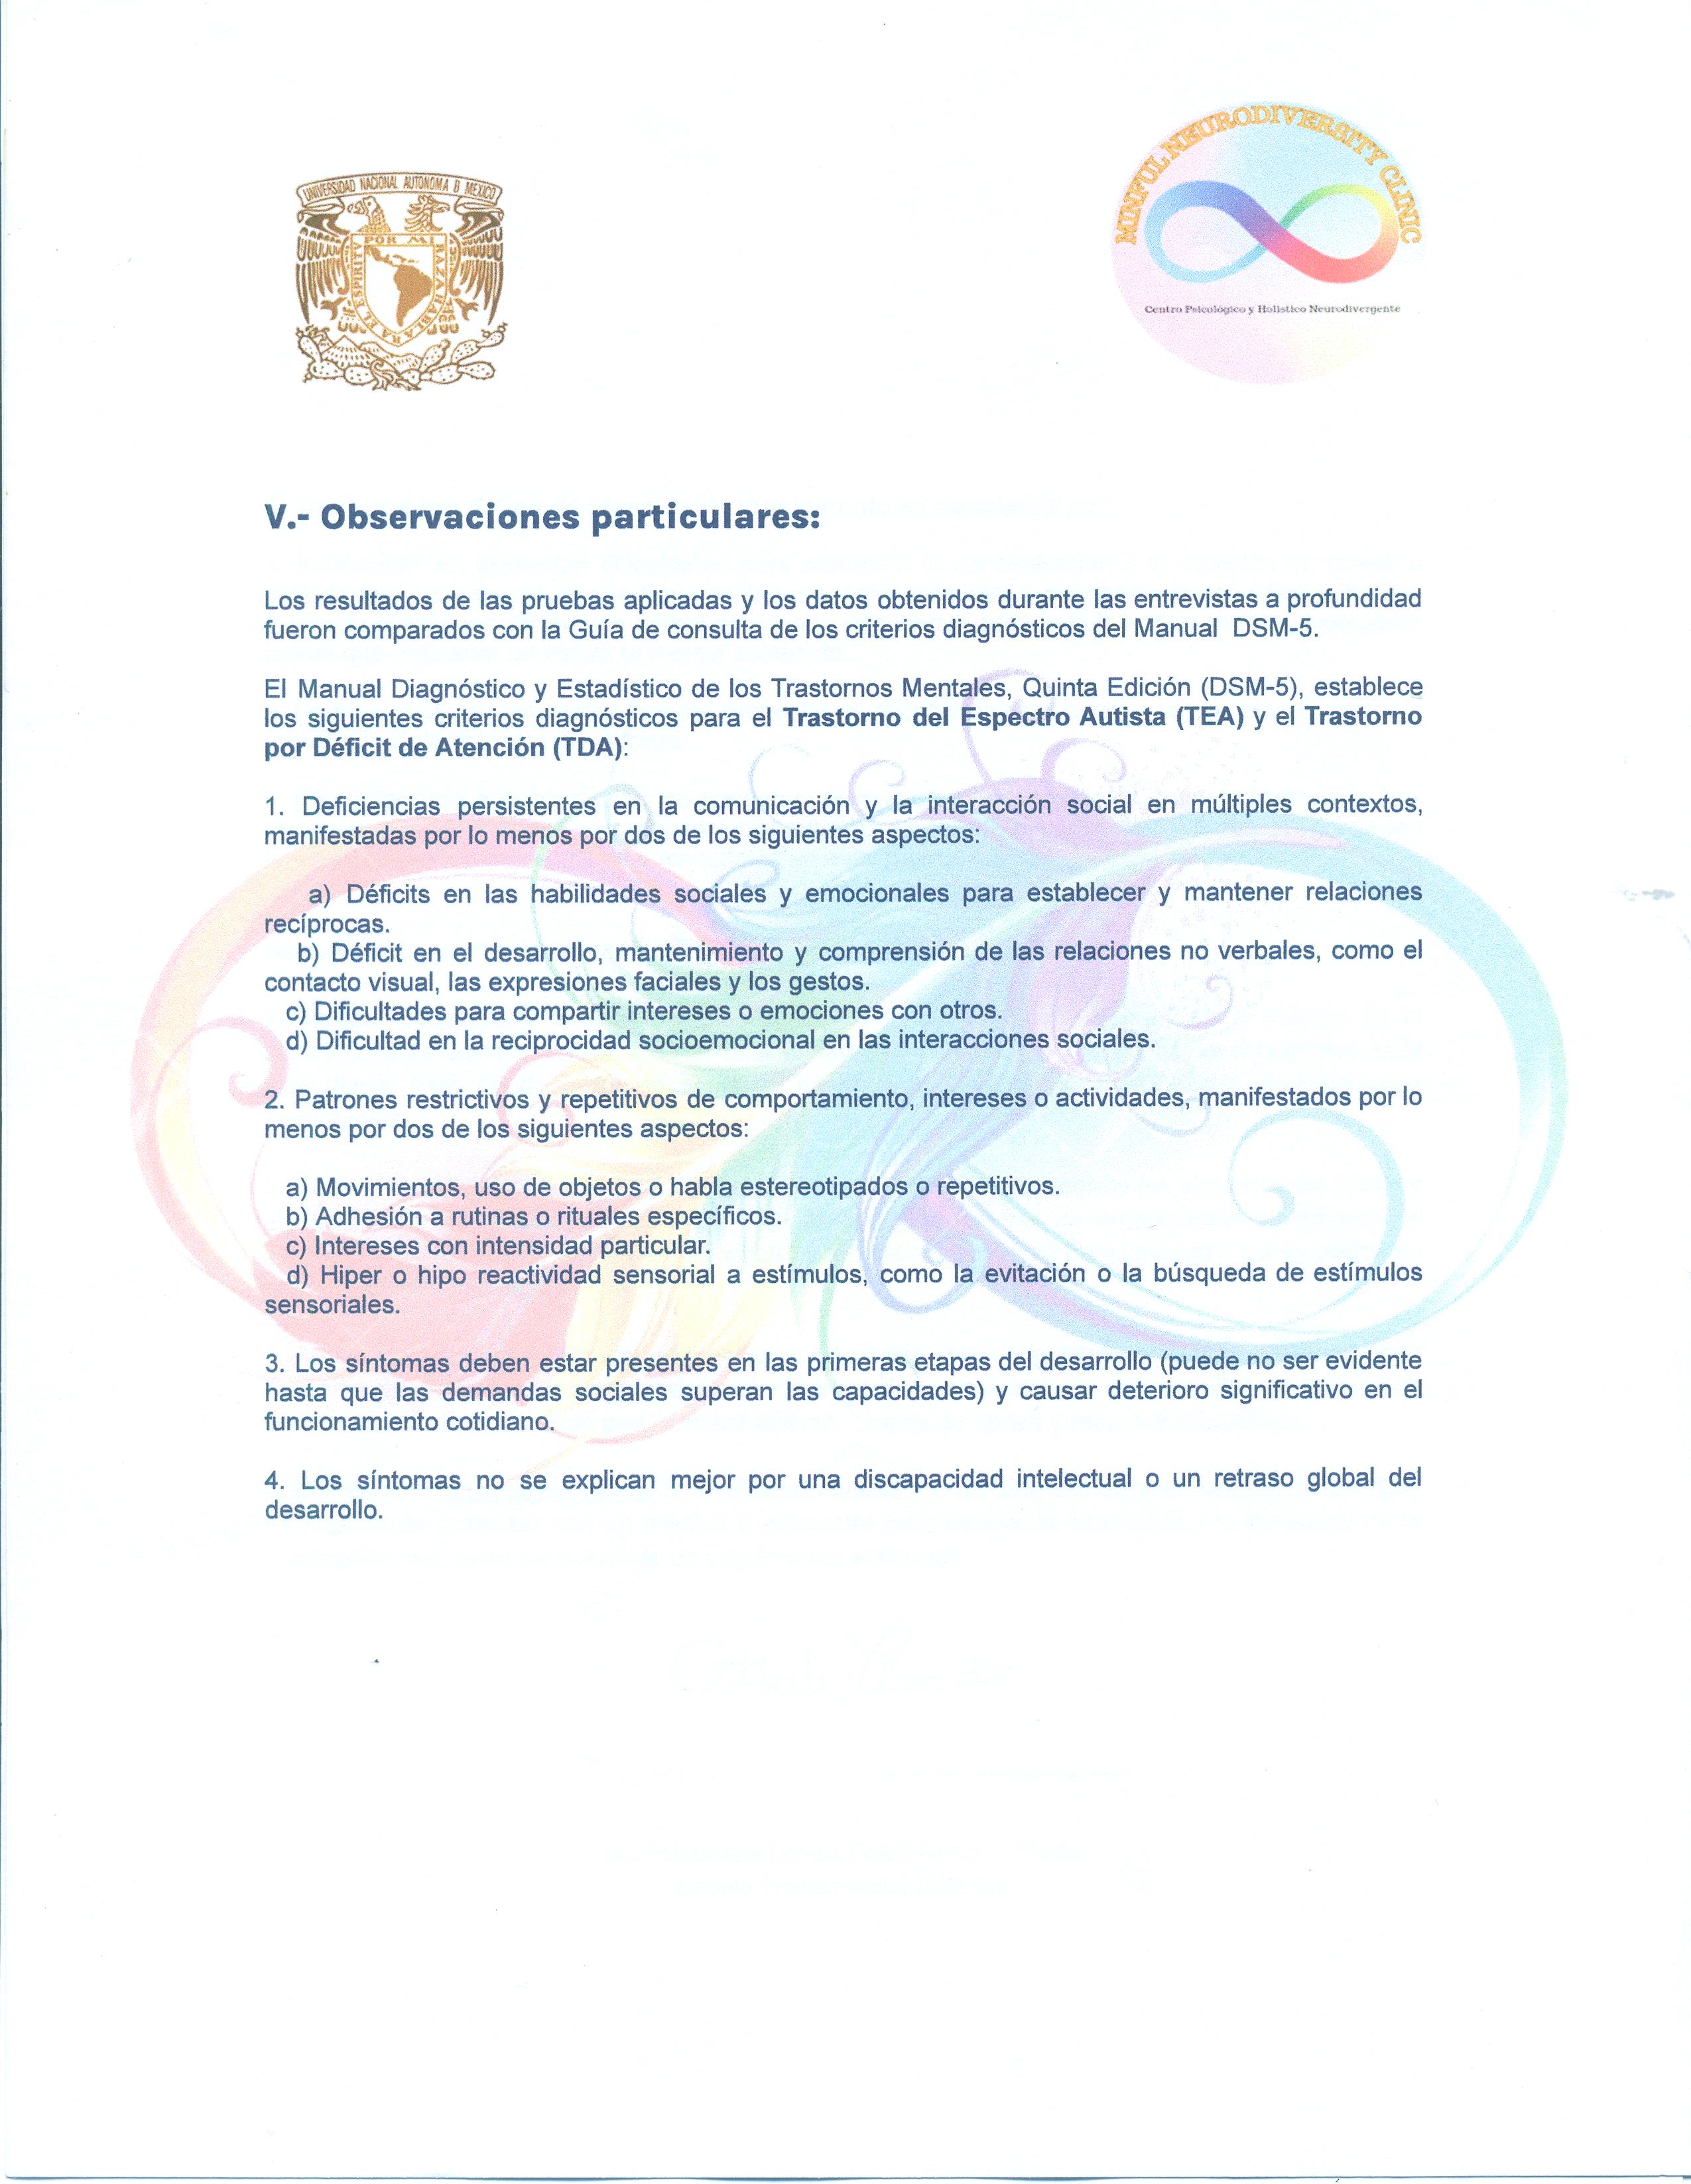 UNIVERSIDAD NACIONAL AUTONOMA D MEXICO
POR MI RAZA HABLARA EL ESPIRITU
MINFUL NEURODIVERSITY CLINIC
Centro Psicológico y Holístico Neurodivergente
V.- Observaciones particulares:
Los resultados de las pruebas aplicadas y los datos obtenidos durante las entrevistas a profundidad
fueron comparados con la Guía de consulta de los criterios diagnósticos del Manual DSM-5.
El Manual Diagnóstico y Estadístico de los Trastornos Mentales, Quinta Edición (DSM-5), establece
los siguientes criterios diagnósticos para el Trastorno del Espectro Autista (TEA) y el Trastorno
por Déficit de Atención (TDA):
1. Deficiencias persistentes en la comunicación y la interacción social en múltiples contextos,
manifestadas por lo menos por dos de los siguientes aspectos:
a) Déficits en las habilidades sociales y emocionales para establecer y mantener relaciones
recíprocas.
b) Déficit en el desarrollo, mantenimiento y comprensión de las relaciones no verbales, como el
contacto visual, las expresiones faciales y los gestos.
c) Dificultades para compartir intereses o emociones con otros.
d) Dificultad en la reciprocidad socioemocional en las interacciones sociales.
2. Patrones restrictivos y repetitivos de comportamiento, intereses o actividades, manifestados por lo
menos por dos de los siguientes aspectos:
a) Movimientos, uso de objetos o habla estereotipados o repetitivos.
b) Adhesión a rutinas o rituales específicos.
c) Intereses con intensidad particular.
d) Hiper o hipo reactividad sensorial a estímulos, como la evitación o la búsqueda de estímulos
sensoriales.
3. Los síntomas deben estar presentes en las primeras etapas del desarrollo (puede no ser evidente
hasta que las demandas sociales superan las capacidades) y causar deterioro significativo en el
funcionamiento cotidiano.
4. Los síntomas no se explican mejor por una discapacidad intelectual o un retraso global del
desarrollo.